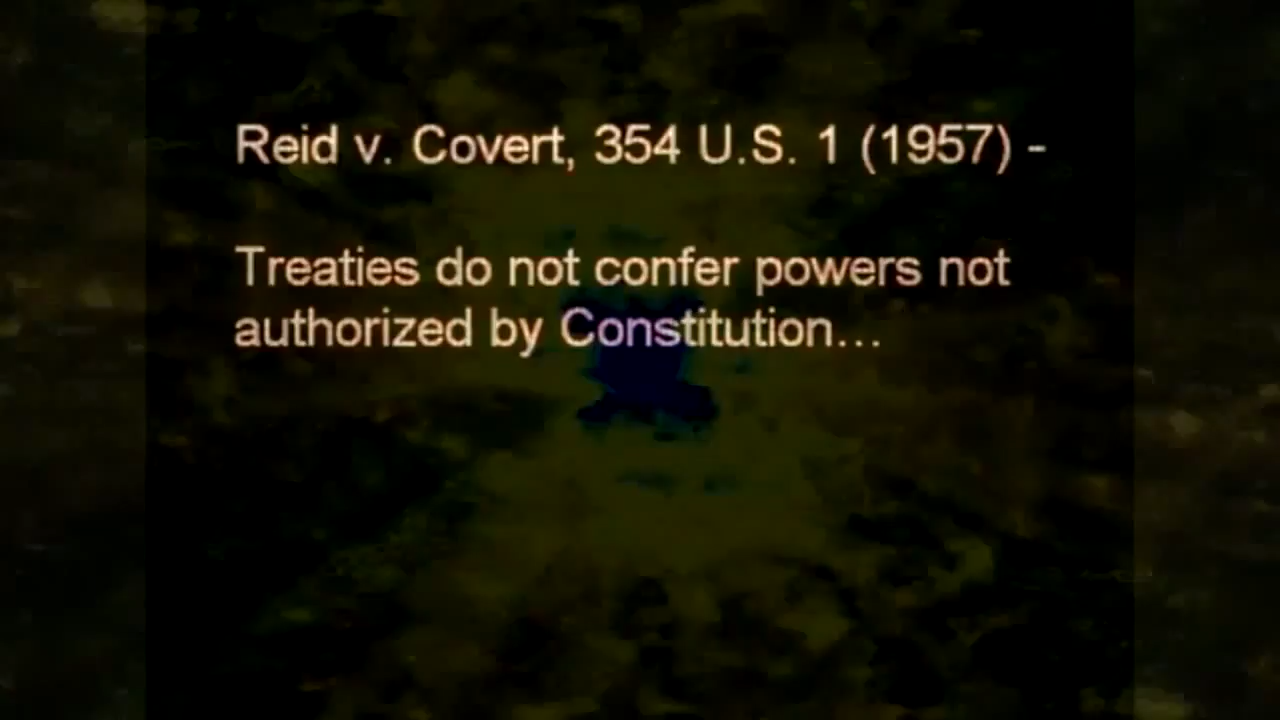 Reid v. Covert, 354 U.S. 1 (1957) -
Treaties do not confer powers not
authorized by Constitution...